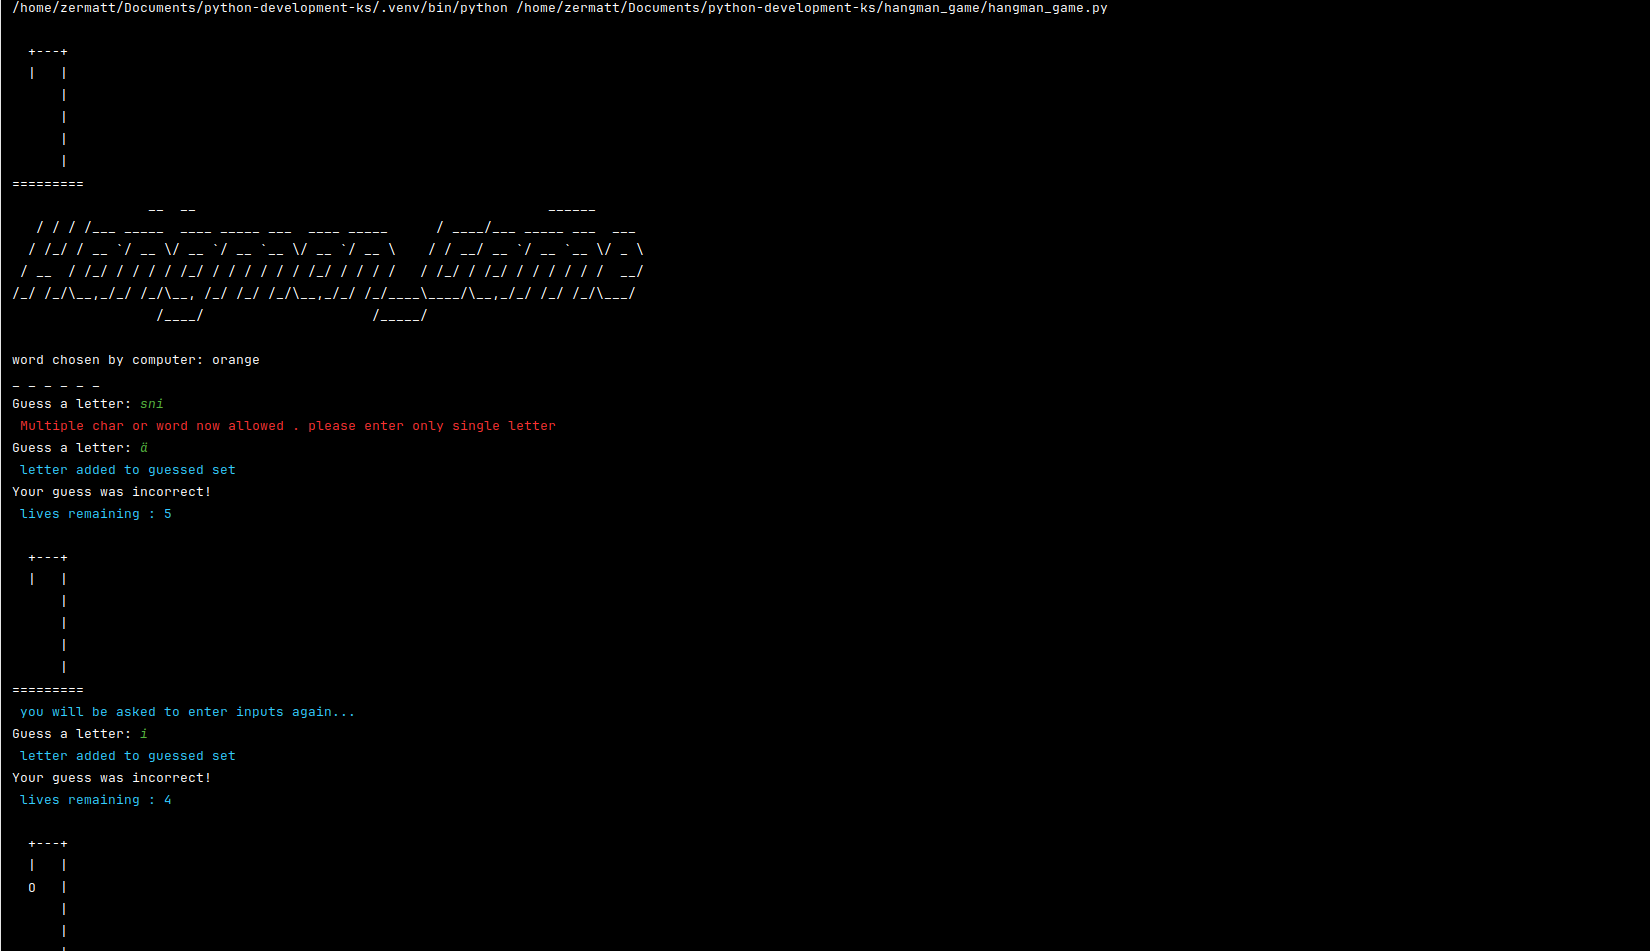 /home/zermatt/Documents/python-development-ks/.venv/bin/python /home/zermatt/Documents/python-development-ks/hangman_game/hangman_game.py
  +---+
  |   |
      |
      |
      |
      |
=========
                 __  __                                            ______
   / / / /___ _____  ____ _____ ___  ____ _____      / ____/___ _____ ___  ___
  / /_/ / __ `/ __ \/ __ `/ __ `__ \/ __ `/ __ \    / / __/ __ `/ __ `__ \/ _ \
 / __  / /_/ / / / / /_/ / / / / / / /_/ / / / /   / /_/ / /_/ / / / / / /  __/
/_/ /_/\__,_/_/ /_/\__, /_/ /_/ /_/\__,_/_/ /_/____\____/\__,_/_/ /_/ /_/\___/
                  /____/                     /_____/
word chosen by computer: orange
_ _ _ _ _ _
Guess a letter: sni
 Multiple char or word now allowed . please enter only single letter
Guess a letter: ä
 letter added to guessed set
Your guess was incorrect!
 lives remaining : 5
  +---+
  |   |
      |
      |
      |
      |
=========
 you will be asked to enter inputs again...
Guess a letter: i
 letter added to guessed set
Your guess was incorrect!
 lives remaining : 4
  +---+
  |   |
  O   |
      |
      |
      |